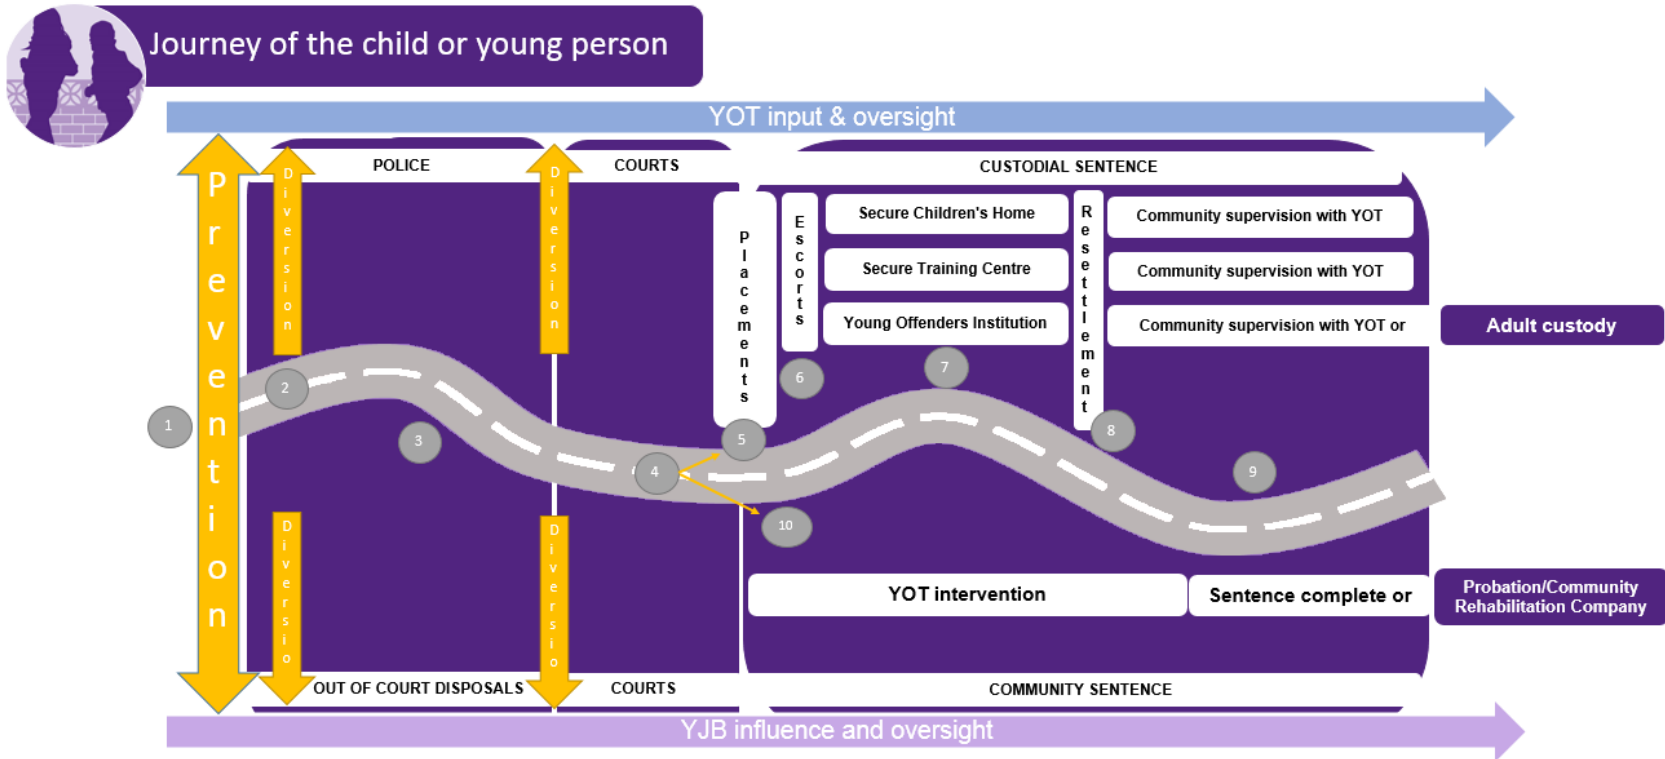 Journey of the child or young person
YOT input & oversight
POLICE
COURTS
CUSTODIAL SENTENCE
Prevention
Diversion
Diversion
Placements
Escorts
Secure Children's Home
Secure Training Centre
Young Offenders Institution
Resettlement
Community supervision with YOT
Community supervision with YOT
Community supervision with YOT or
Adult custody
1
2
3
4
5
6
7
8
9
10
Diversio
Diversio
YOT intervention
Sentence complete or
Probation/Community
Rehabilitation Company
OUT OF COURT DISPOSALS
COURTS
COMMUNITY SENTENCE
YJB influence and oversight